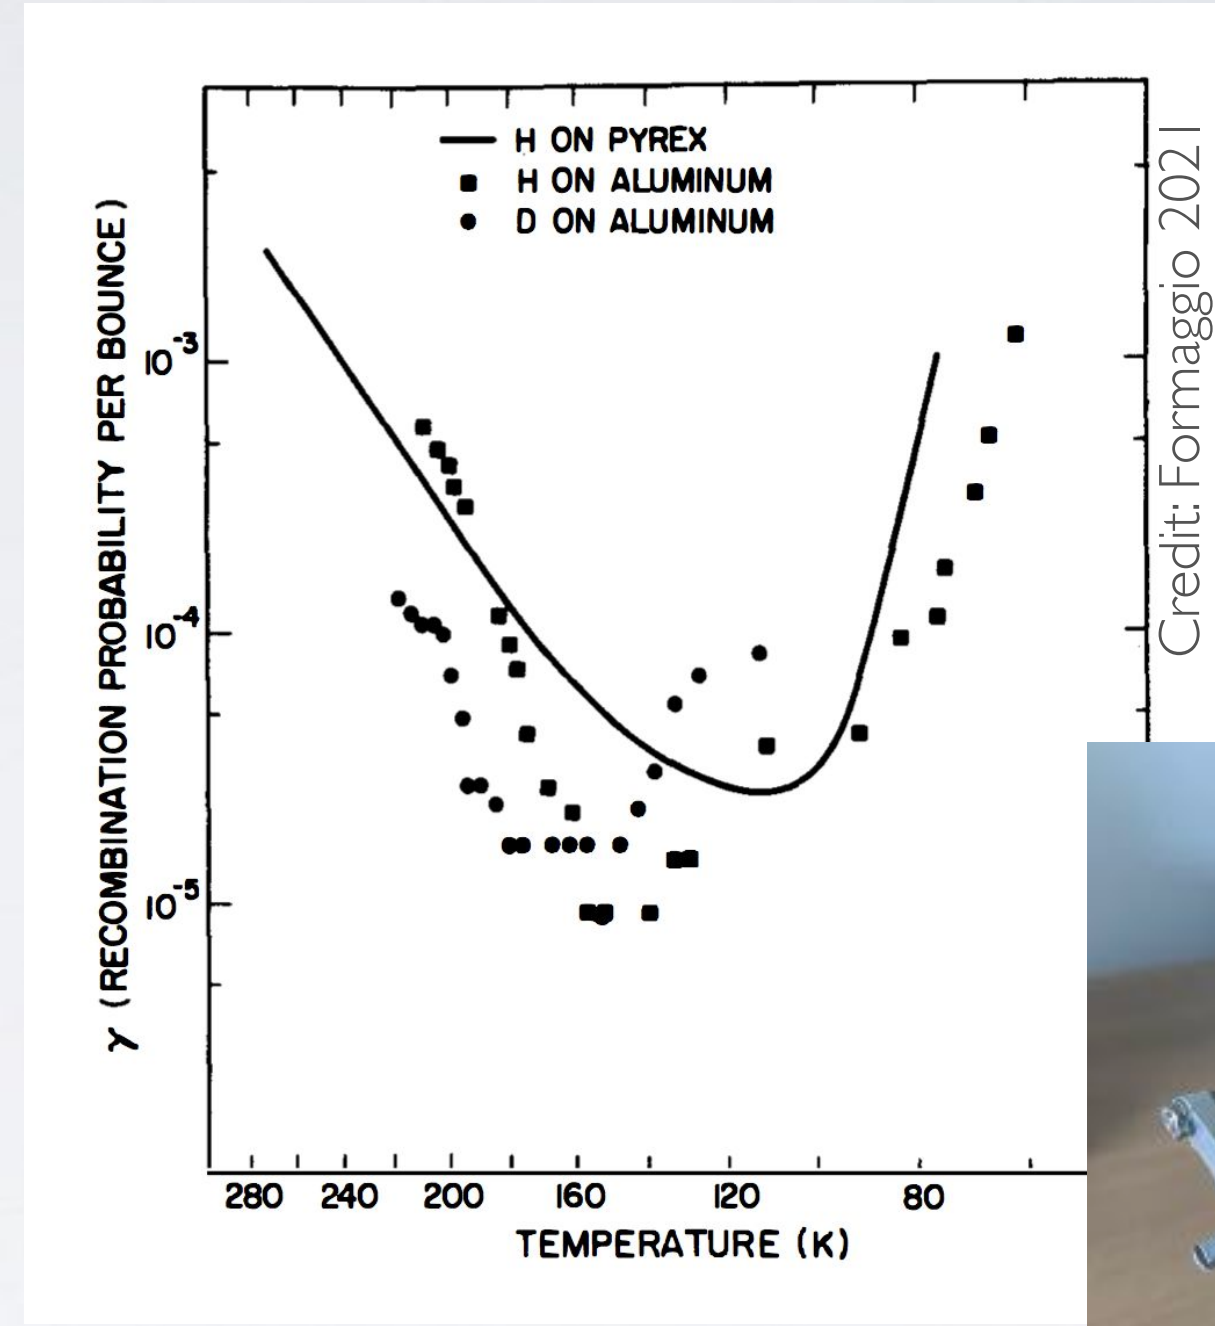 H ON PYREX
H ON ALUMINUM
D ON ALUMINUM
γ (RECOMBINATION PROBABILITY PER BOUNCE)
10⁻³
10⁻⁴
10⁻⁵
280 240 200 160 120 80
TEMPERATURE (K)
Credit: Formaggio 2021